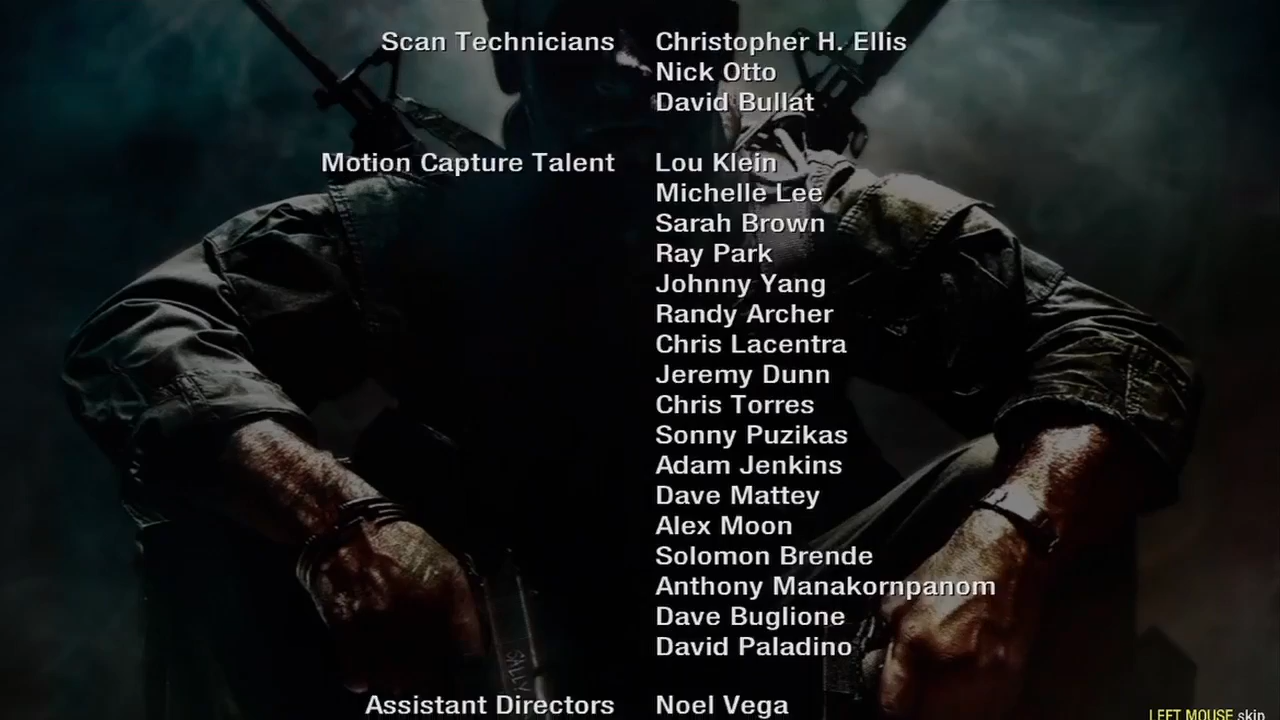 Scan Technicians Christopher H. Ellis
Nick Otto
David Bullat
Motion Capture Talent Lou Klein
Michelle Lee
Sarah Brown
Ray Park
Johnny Yang
Randy Archer
Chris Lacentra
Jeremy Dunn
Chris Torres
Sonny Puzikas
Adam Jenkins
Dave Mattey
Alex Moon
Solomon Brende
Anthony Manakornpanom
Dave Buglione
David Paladino
SALLY
Assistant Directors Noel Vega
LEFT MOUSE skip